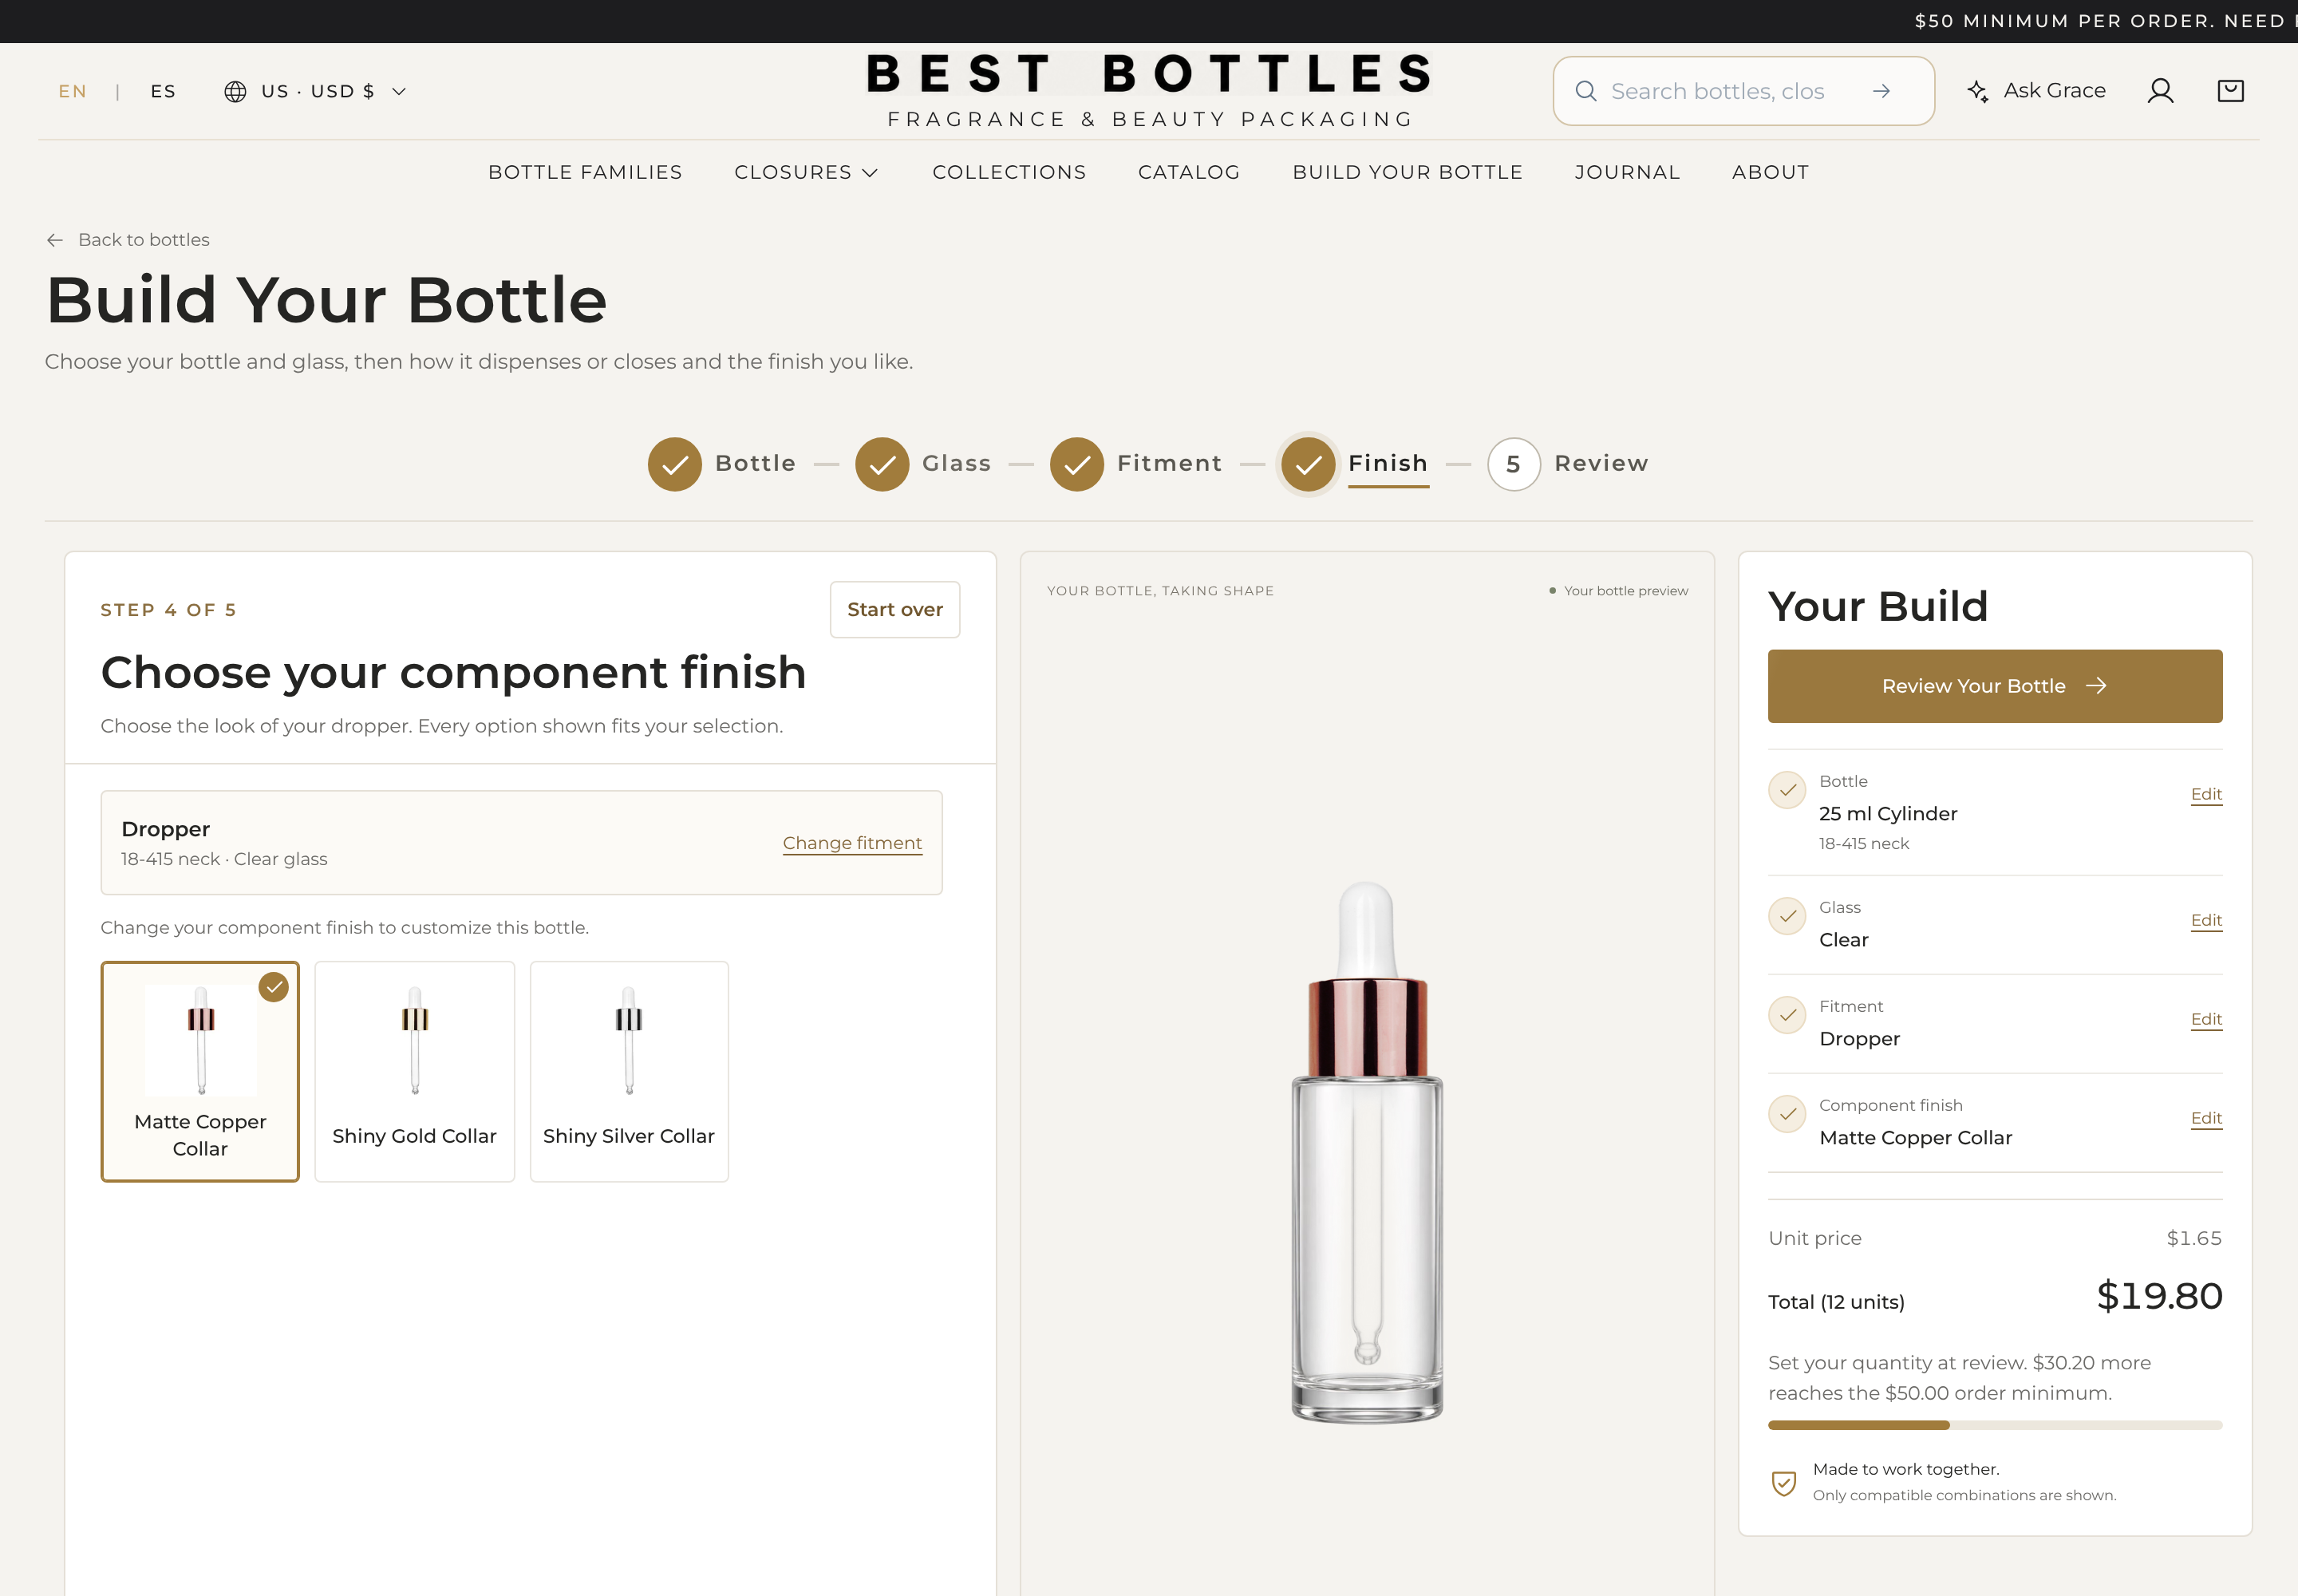 $50 MINIMUM PER ORDER. NEED
EN | ES US · USD $
BEST BOTTLES
FRAGRANCE & BEAUTY PACKAGING
Search bottles, clos
Ask Grace
BOTTLE FAMILIES CLOSURES COLLECTIONS CATALOG BUILD YOUR BOTTLE JOURNAL ABOUT
Back to bottles
Build Your Bottle
Choose your bottle and glass, then how it dispenses or closes and the finish you like.
Bottle Glass Fitment Finish 5 Review
STEP 4 OF 5
Start over
Choose your component finish
Choose the look of your dropper. Every option shown fits your selection.
Dropper
18-415 neck · Clear glass
Change fitment
Change your component finish to customize this bottle.
Matte Copper
Collar
Shiny Gold Collar
Shiny Silver Collar
YOUR BOTTLE, TAKING SHAPE
Your bottle preview
Your Build
Review Your Bottle
Bottle
25 ml Cylinder
18-415 neck
Edit
Glass
Clear
Edit
Fitment
Dropper
Edit
Component finish
Matte Copper Collar
Edit
Unit price $1.65
Total (12 units) $19.80
Set your quantity at review. $30.20 more
reaches the $50.00 order minimum.
Made to work together.
Only compatible combinations are shown.